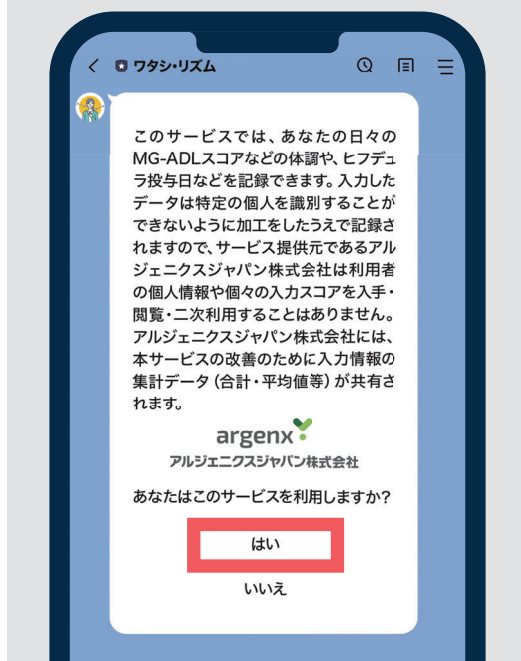 ワタシ・リズム
このサービスでは、あなたの日々の
MG-ADLスコアなどの体調や、ヒフデュ
ラ投与日などを記録できます。入力した
データは特定の個人を識別することが
できないように加工をしたうえで記録さ
れますので、サービス提供元であるアル
ジェニクスジャパン株式会社は利用者
の個人情報や個々の入力スコアを入手・
閲覧・二次利用することはありません。
アルジェニクスジャパン株式会社には、
本サービスの改善のために入力情報の
集計データ（合計・平均値等）が共有さ
れます。
argenx
アルジェニクスジャパン株式会社
あなたはこのサービスを利用しますか?
はい
いいえ